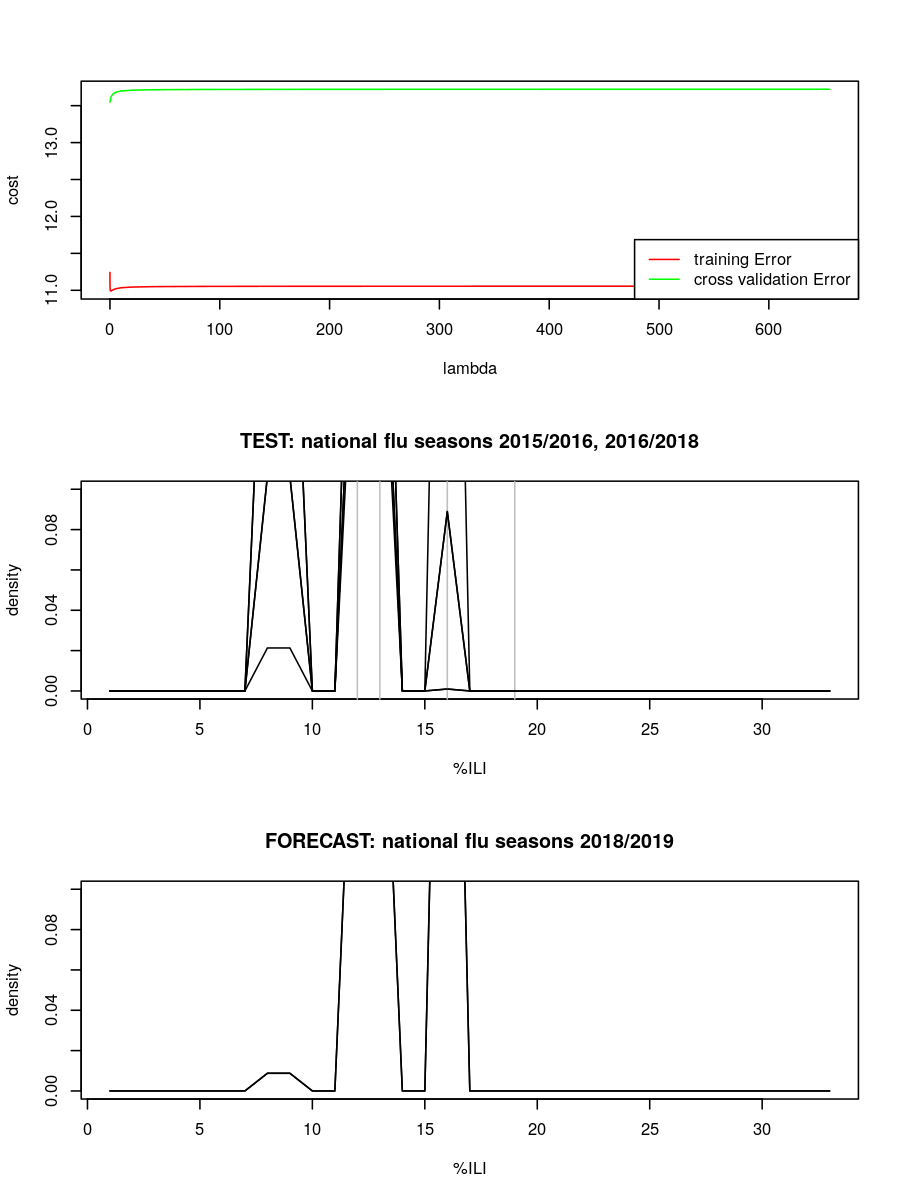 cost
13.0
12.0
11.0
training Error
cross validation Error
0 100 200 300 400 500 600
lambda
TEST: national flu seasons 2015/2016, 2016/2018
density
0.08
0.04
0.00
0 5 10 15 20 25 30
%ILI
FORECAST: national flu seasons 2018/2019
density
0.08
0.04
0.00
0 5 10 15 20 25 30
%ILI